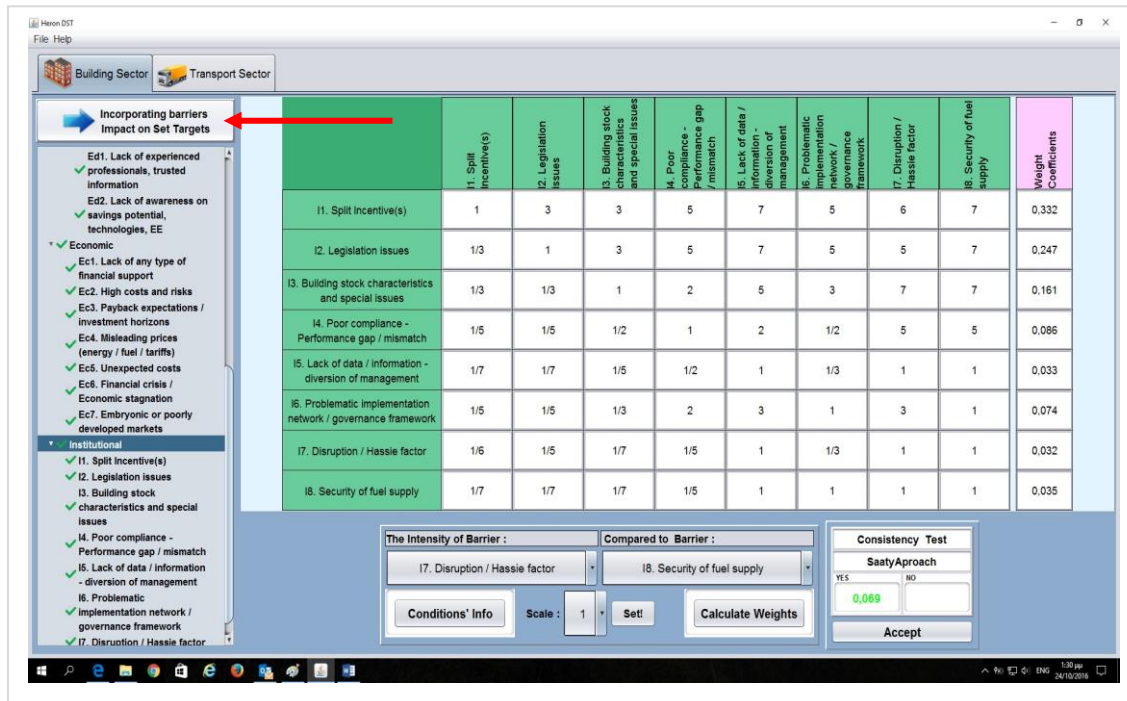 Heron DST
File Help
Building Sector
Transport Sector
Incorporating barriers
Impact on Set Targets
Ed1. Lack of experienced
professionals, trusted
information
Ed2. Lack of awareness on
savings potential,
technologies, EE
Economic
Ec1. Lack of any type of
financial support
Ec2. High costs and risks
Ec3. Payback expectations /
investment horizons
Ec4. Misleading prices
(energy / fuel / tariffs)
Ec5. Unexpected costs
Ec6. Financial crisis /
Economic stagnation
Ec7. Embryonic or poorly
developed markets
Institutional
I1. Split Incentive(s)
I2. Legislation issues
I3. Building stock
characteristics and special
issues
I4. Poor compliance -
Performance gap / mismatch
I5. Lack of data / information
- diversion of management
I6. Problematic
implementation network /
governance framework
I7. Disruption / Hassie factor
I1. Split
Incentive(s)
I2. Legislation
issues
I3. Building stock
characteristics
and special issues
I4. Poor
compliance -
Performance gap
/ mismatch
I5. Lack of data /
information -
diversion of
management
I6. Problematic
implementation
network /
governance
framework
I7. Disruption /
Hassie factor
I8. Security of fuel
supply
Weight
Coefficients
I1. Split Incentive(s) 1 3 3 5 7 5 6 7 0,332
I2. Legislation issues 1/3 1 3 5 7 5 5 7 0,247
I3. Building stock characteristics
and special issues 1/3 1/3 1 2 5 3 7 7 0,161
I4. Poor compliance -
Performance gap / mismatch 1/5 1/5 1/2 1 2 1/2 5 5 0,086
I5. Lack of data / information -
diversion of management 1/7 1/7 1/5 1/2 1 1/3 1 1 0,033
I6. Problematic implementation
network / governance framework 1/5 1/5 1/3 2 3 1 3 1 0,074
I7. Disruption / Hassie factor 1/6 1/5 1/7 1/5 1 1/3 1 1 0,032
I8. Security of fuel supply 1/7 1/7 1/7 1/5 1 1 1 1 0,035
The Intensity of Barrier :
Compared to Barrier :
I7. Disruption / Hassie factor
I8. Security of fuel supply
Conditions' Info
Scale : 1
Set!
Calculate Weights
Consistency Test
SaatyAproach
YES NO
0,069
Accept
ENG
1:30 μμ
24/10/2016